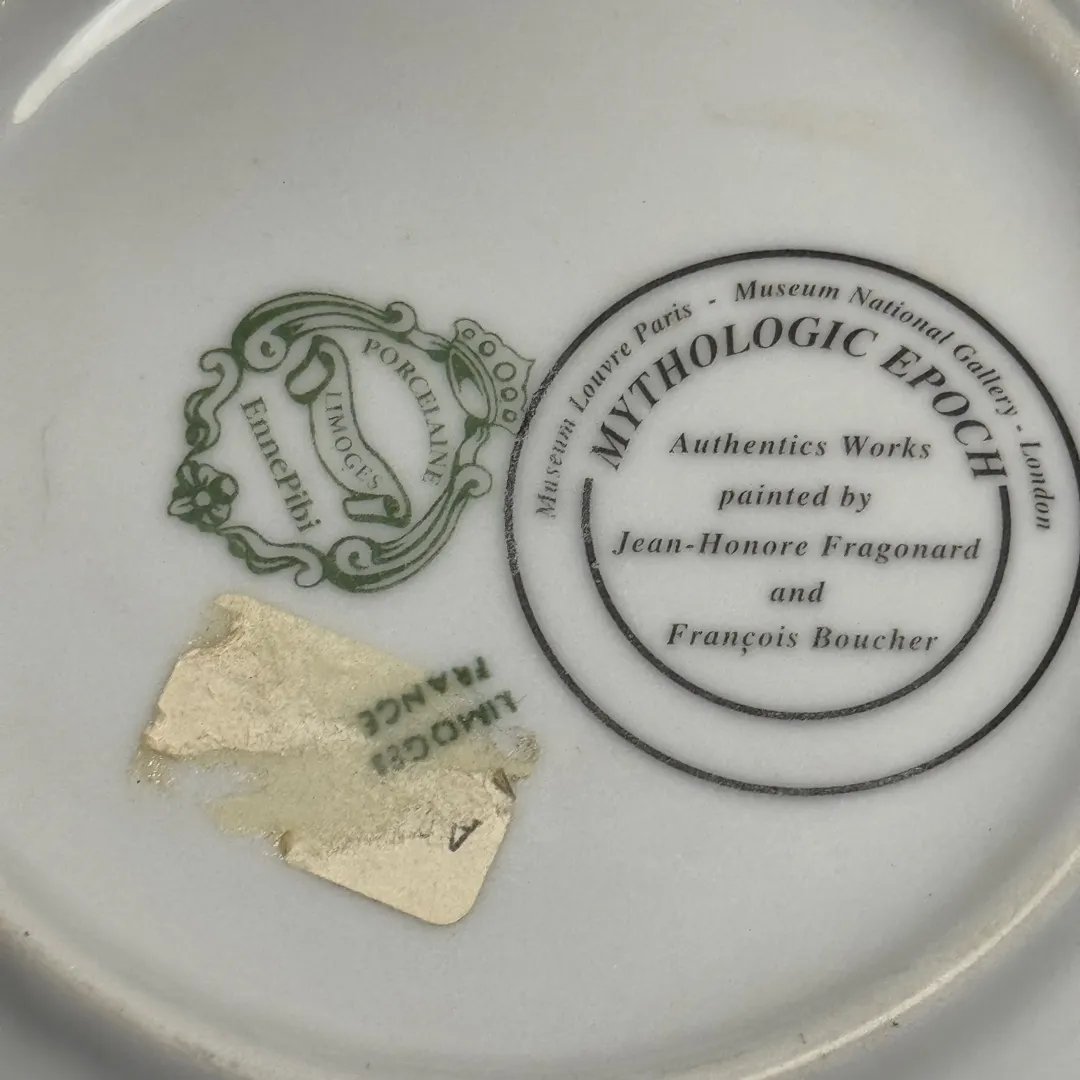 PORCELAINE
LIMOGES
EnnePibi
LIMOGES
FRANCE
Museum Louvre Paris - Museum National Gallery - London
MYTHOLOGIC EPOCH
Authentics Works
painted by
Jean-Honore Fragonard
and
François Boucher